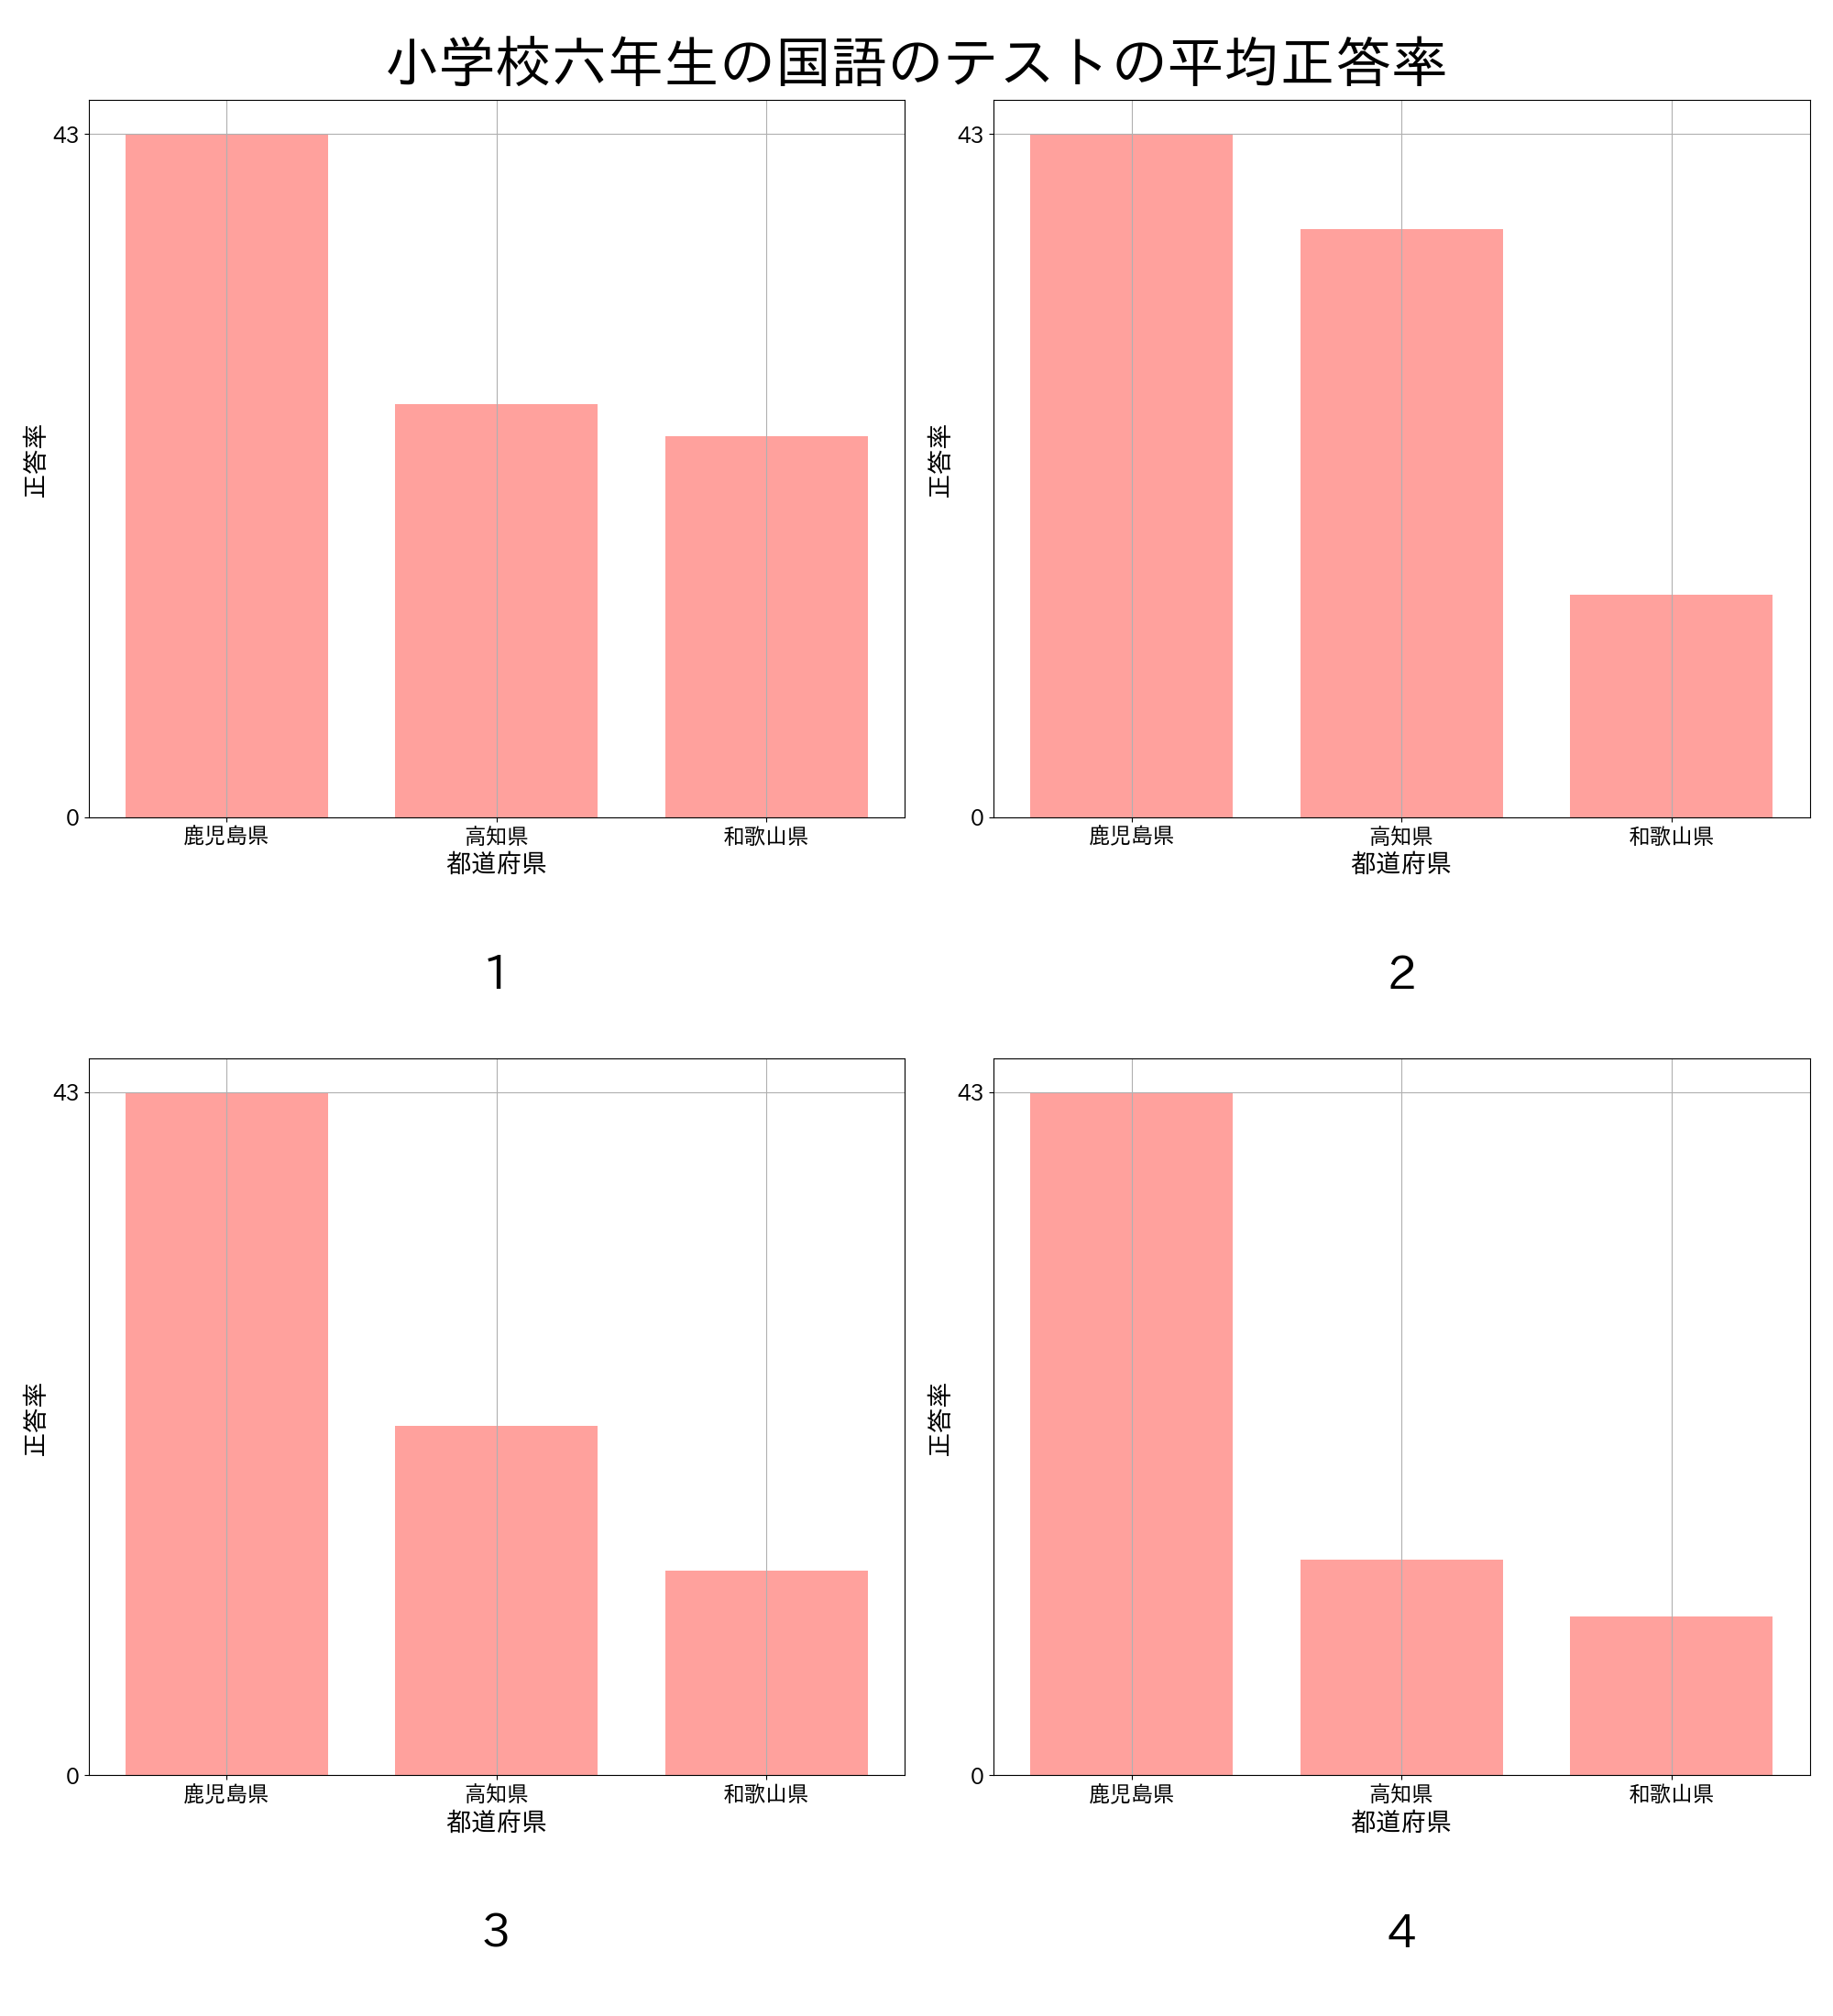 小学校六年生の国語のテストの平均正答率
43
正答率
0
鹿児島県 高知県 和歌山県
都道府県
1
43
正答率
0
鹿児島県 高知県 和歌山県
都道府県
2
43
正答率
0
鹿児島県 高知県 和歌山県
都道府県
3
43
正答率
0
鹿児島県 高知県 和歌山県
都道府県
4